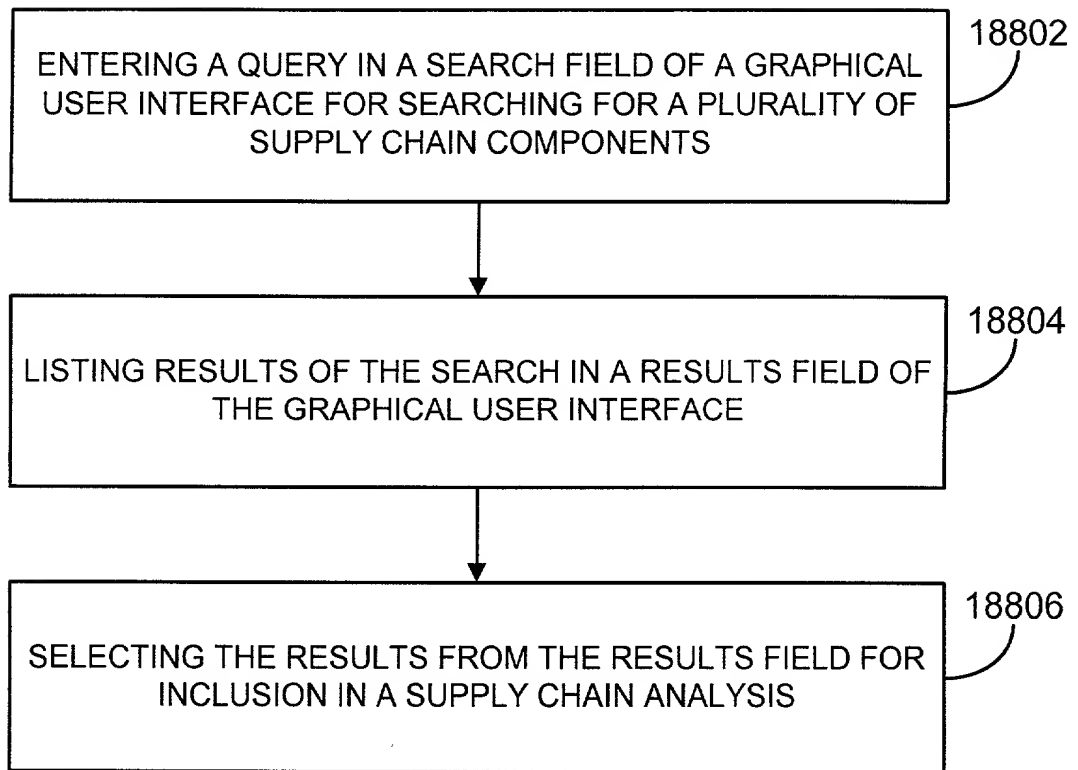 18802
ENTERING A QUERY IN A SEARCH FIELD OF A GRAPHICAL
USER INTERFACE FOR SEARCHING FOR A PLURALITY OF
SUPPLY CHAIN COMPONENTS
18804
LISTING RESULTS OF THE SEARCH IN A RESULTS FIELD OF
THE GRAPHICAL USER INTERFACE
18806
SELECTING THE RESULTS FROM THE RESULTS FIELD FOR
INCLUSION IN A SUPPLY CHAIN ANALYSIS